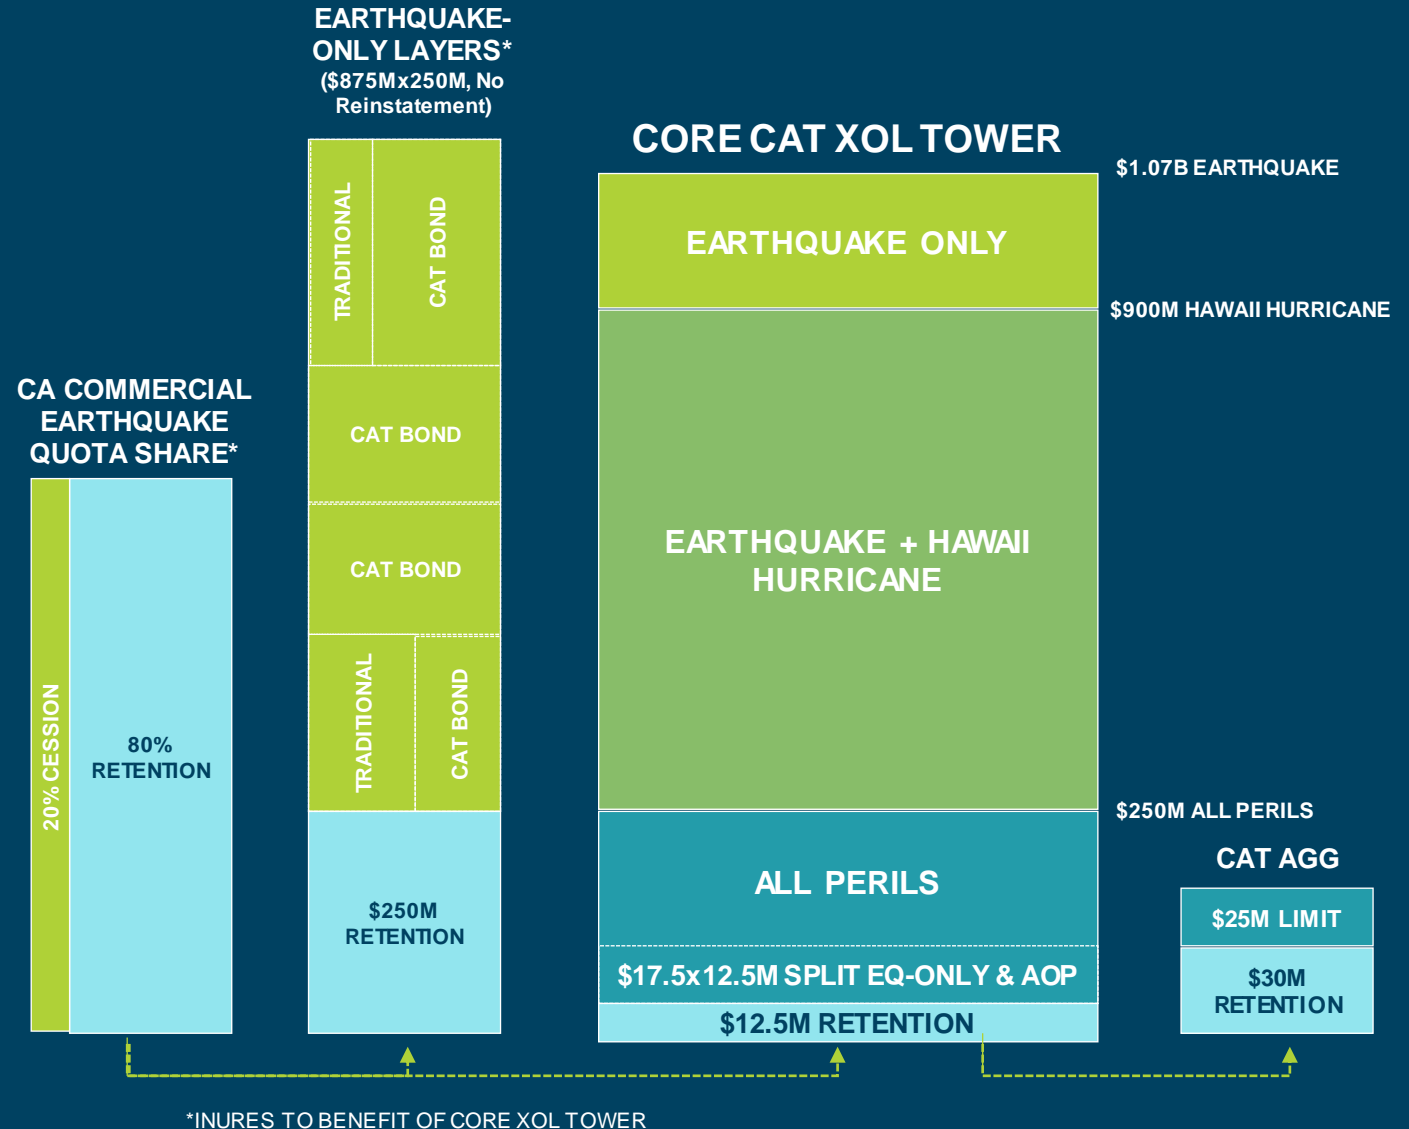 EARTHQUAKE-
ONLY LAYERS*
($875Mx250M, No
Reinstatement)
TRADITIONAL
CAT BOND
CAT BOND
CAT BOND
TRADITIONAL
CAT BOND
$250M
RETENTION
CA COMMERCIAL
EARTHQUAKE
QUOTA SHARE*
20% CESSION
80%
RETENTION
CORE CAT XOL TOWER
$1.07B EARTHQUAKE
EARTHQUAKE ONLY
$900M HAWAII HURRICANE
EARTHQUAKE + HAWAII
HURRICANE
$250M ALL PERILS
ALL PERILS
$17.5x12.5M SPLIT EQ-ONLY & AOP
$12.5M RETENTION
CAT AGG
$25M LIMIT
$30M
RETENTION
*INURES TO BENEFIT OF CORE XOL TOWER